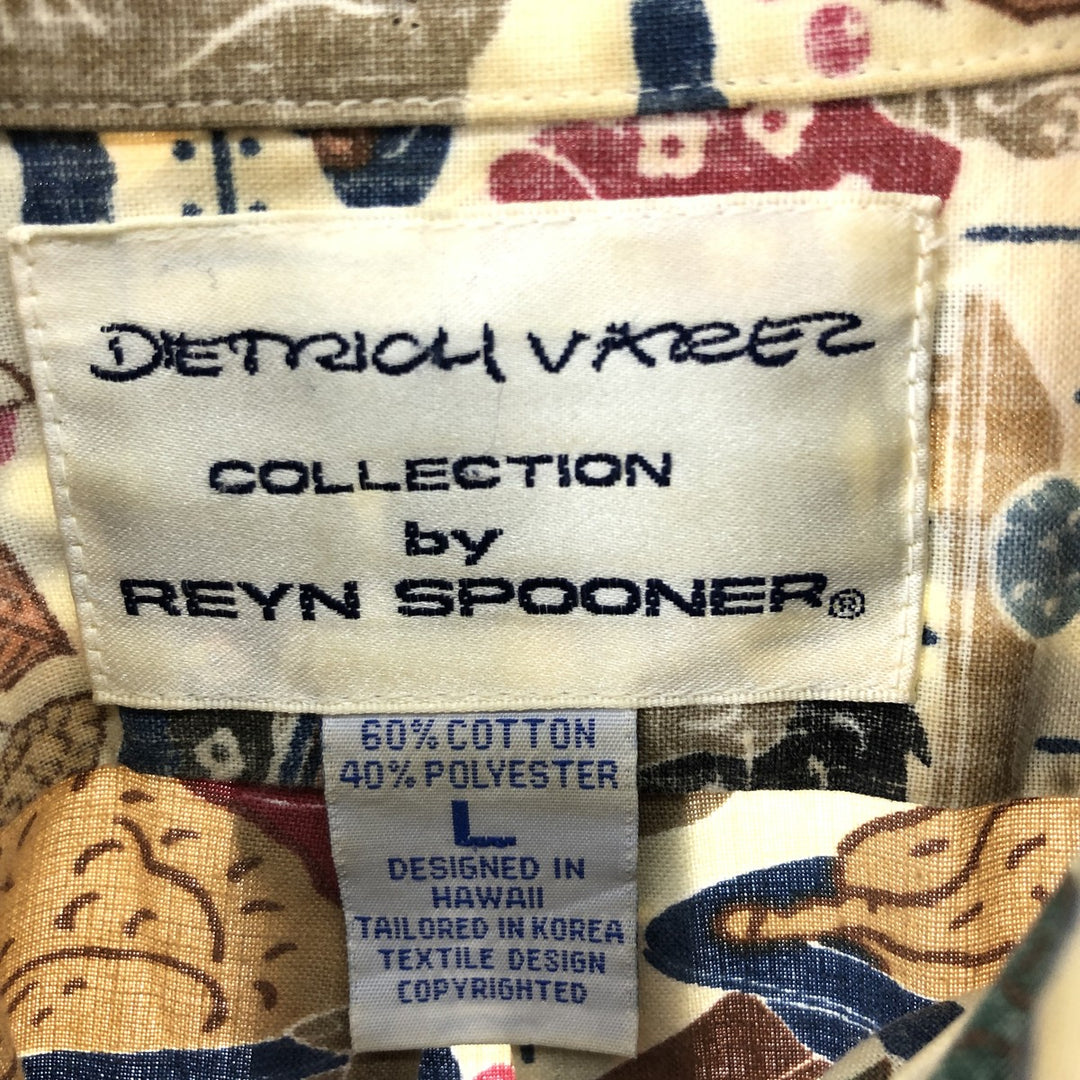 DIETRICH VAREZ
COLLECTION
by
REYN SPOONER®
60% COTTON
40% POLYESTER
L
DESIGNED IN
HAWAII
TAILORED IN KOREA
TEXTILE DESIGN
COPYRIGHTED